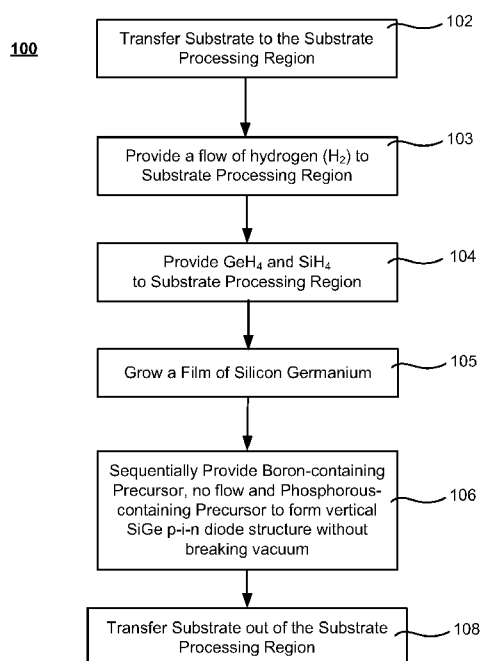 100
Transfer Substrate to the Substrate
Processing Region
102
Provide a flow of hydrogen (H₂) to
Substrate Processing Region
103
Provide GeH₄ and SiH₄
to Substrate Processing Region
104
Grow a Film of Silicon Germanium
105
Sequentially Provide Boron-containing
Precursor, no flow and Phosphorous-
containing Precursor to form vertical
SiGe p-i-n diode structure without
breaking vacuum
106
Transfer Substrate out of the Substrate
Processing Region
108